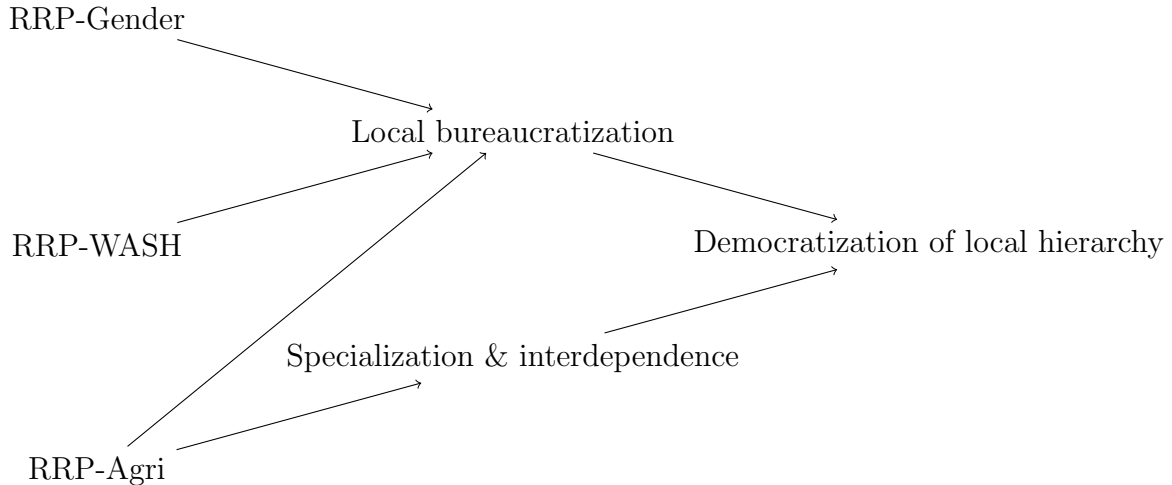 RRP-Gender
Local bureaucratization
RRP-WASH
Democratization of local hierarchy
Specialization & interdependence
RRP-Agri